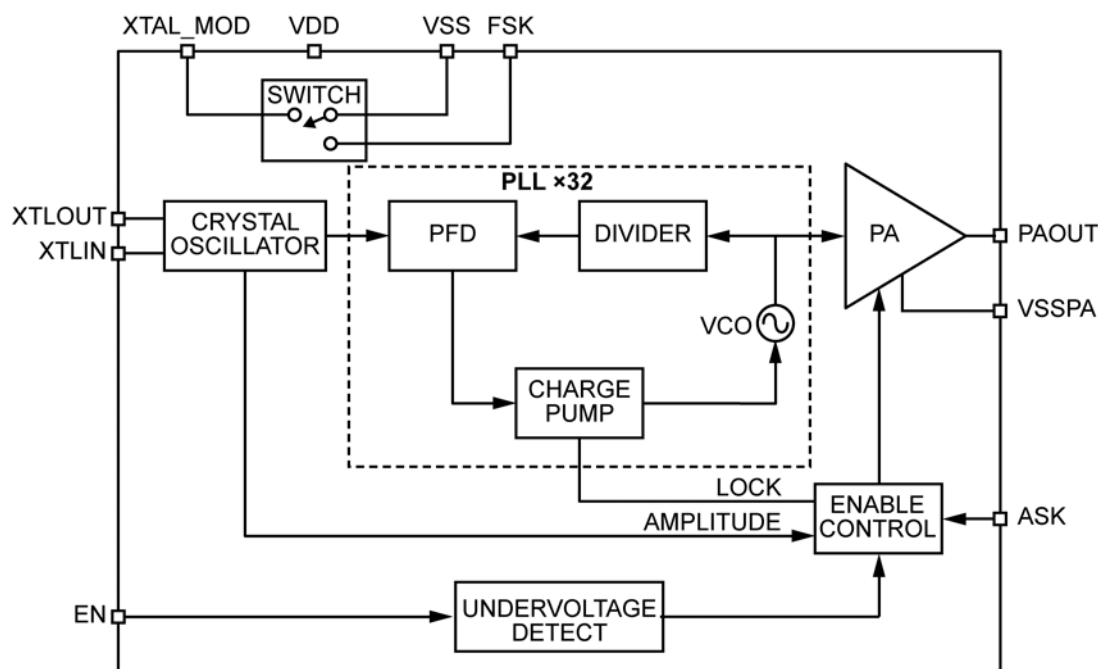 XTAL_MOD VDD VSS FSK
SWITCH
PLL ×32
XTLOUT
XTLIN
CRYSTAL
OSCILLATOR
PFD
DIVIDER
PA
PAOUT
VSSPA
VCO
CHARGE
PUMP
LOCK
AMPLITUDE
ENABLE
CONTROL
ASK
EN
UNDERVOLTAGE
DETECT